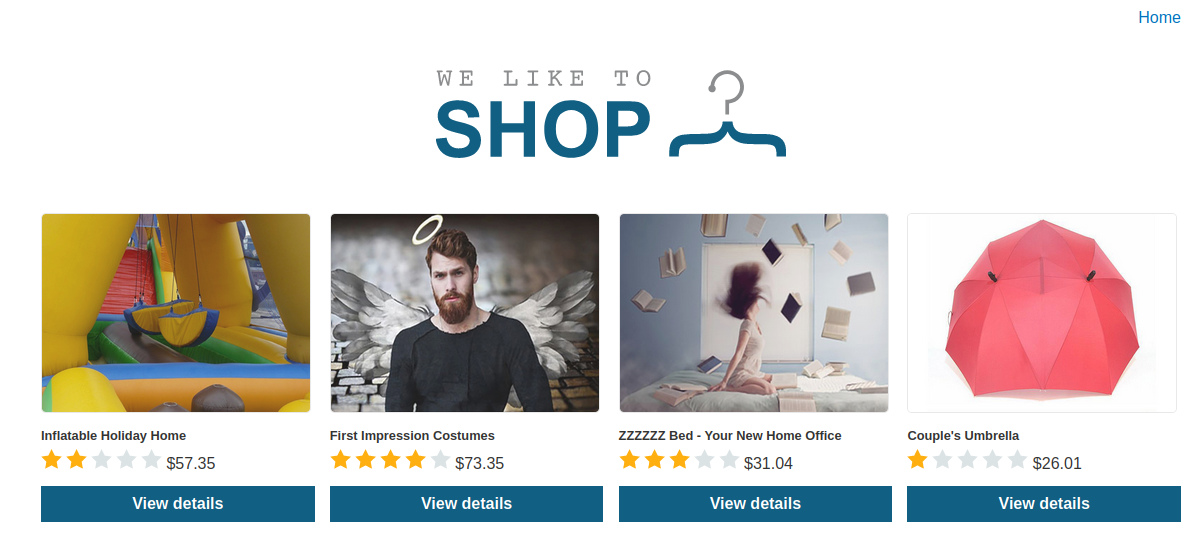 Home
WE LIKE TO
SHOP
Inflatable Holiday Home
$57.35
View details
First Impression Costumes
$73.35
View details
ZZZZZZ Bed - Your New Home Office
$31.04
View details
Couple's Umbrella
$26.01
View details